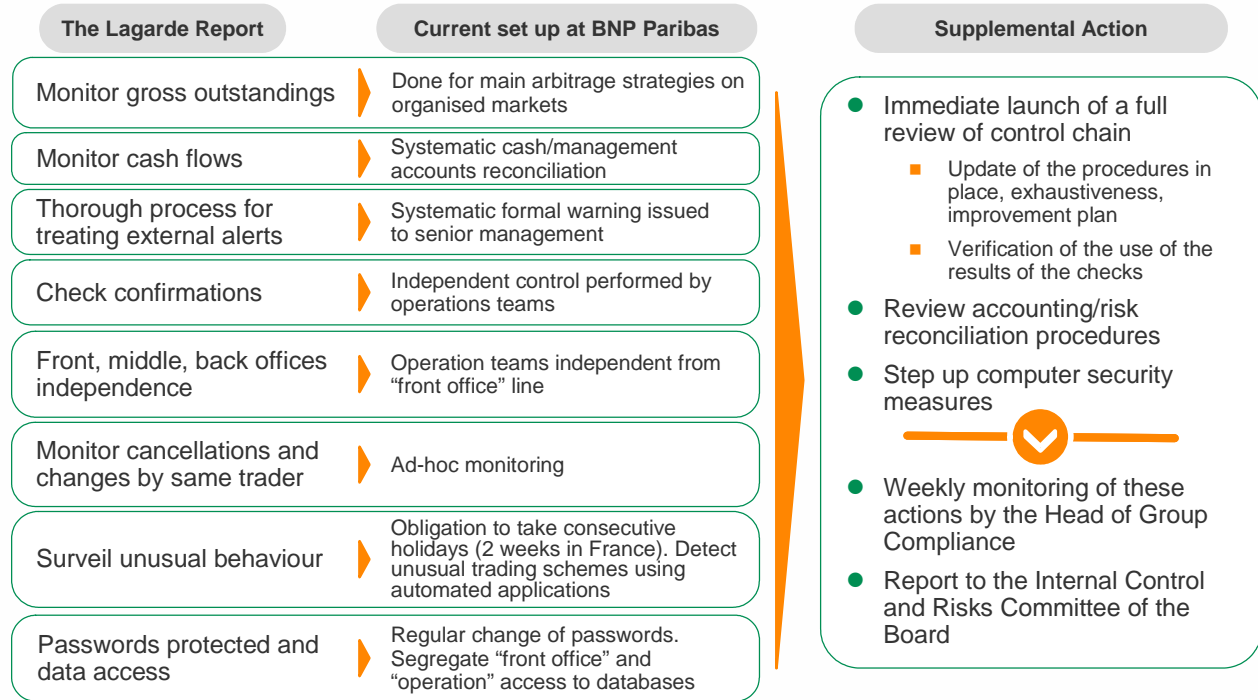 The Lagarde Report
Current set up at BNP Paribas
Supplemental Action
Monitor gross outstandings
Done for main arbitrage strategies on
organised markets
Monitor cash flows
Systematic cash/management
accounts reconciliation
Thorough process for
treating external alerts
Systematic formal warning issued
to senior management
Check confirmations
Independent control performed by
operations teams
Front, middle, back offices
independence
Operation teams independent from
“front office” line
Monitor cancellations and
changes by same trader
Ad-hoc monitoring
Surveil unusual behaviour
Obligation to take consecutive
holidays (2 weeks in France). Detect
unusual trading schemes using
automated applications
Passwords protected and
data access
Regular change of passwords.
Segregate “front office” and
“operation” access to databases
Immediate launch of a full
review of control chain
Update of the procedures in
place, exhaustiveness,
improvement plan
Verification of the use of the
results of the checks
Review accounting/risk
reconciliation procedures
Step up computer security
measures
Weekly monitoring of these
actions by the Head of Group
Compliance
Report to the Internal Control
and Risks Committee of the
Board